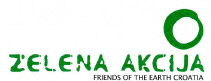 ZELENA AKCIJA
FRIENDS OF THE EARTH CROATIA